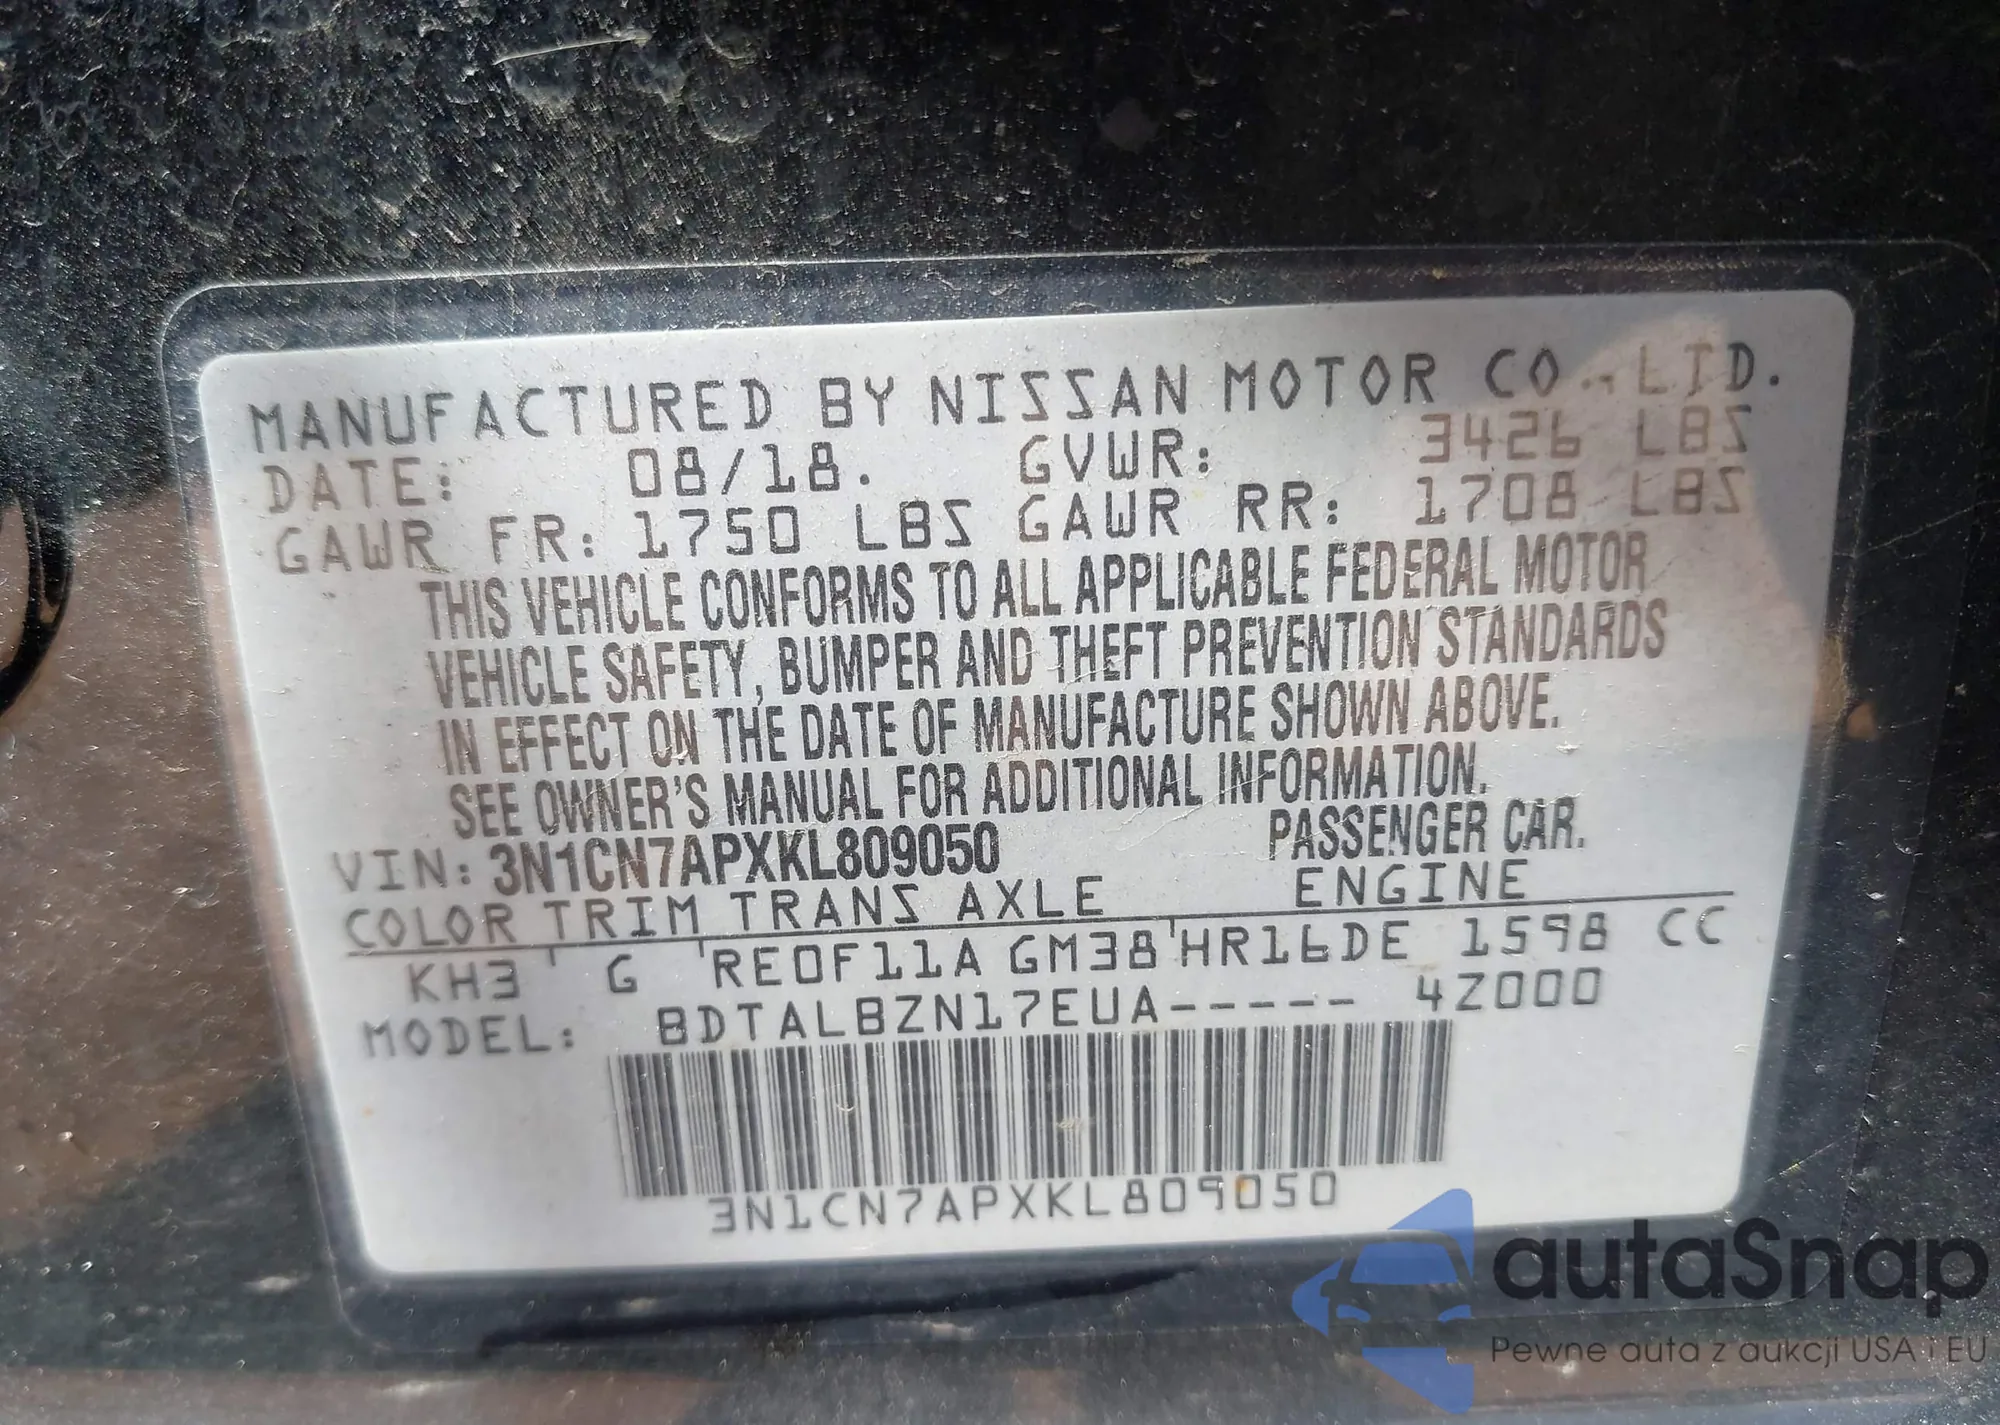 MANUFACTURED BY NISSAN MOTOR CO., LTD.
DATE: 08/18. GVWR: 3426 LBS
GAWR FR: 1750 LBS GAWR RR: 1708 LBS
THIS VEHICLE CONFORMS TO ALL APPLICABLE FEDERAL MOTOR
VEHICLE SAFETY, BUMPER AND THEFT PREVENTION STANDARDS
IN EFFECT ON THE DATE OF MANUFACTURE SHOWN ABOVE.
SEE OWNER'S MANUAL FOR ADDITIONAL INFORMATION.
VIN: 3N1CN7APXKL809050 PASSENGER CAR.
COLOR TRIM TRANS AXLE ENGINE
KH3 G RE0F11A GM38 HR16DE 1598 CC
MODEL: BDTALBZN17EUA----- 4Z000
3N1CN7APXKL809050
autaSnap
Pewne auta z aukcji USA i EU